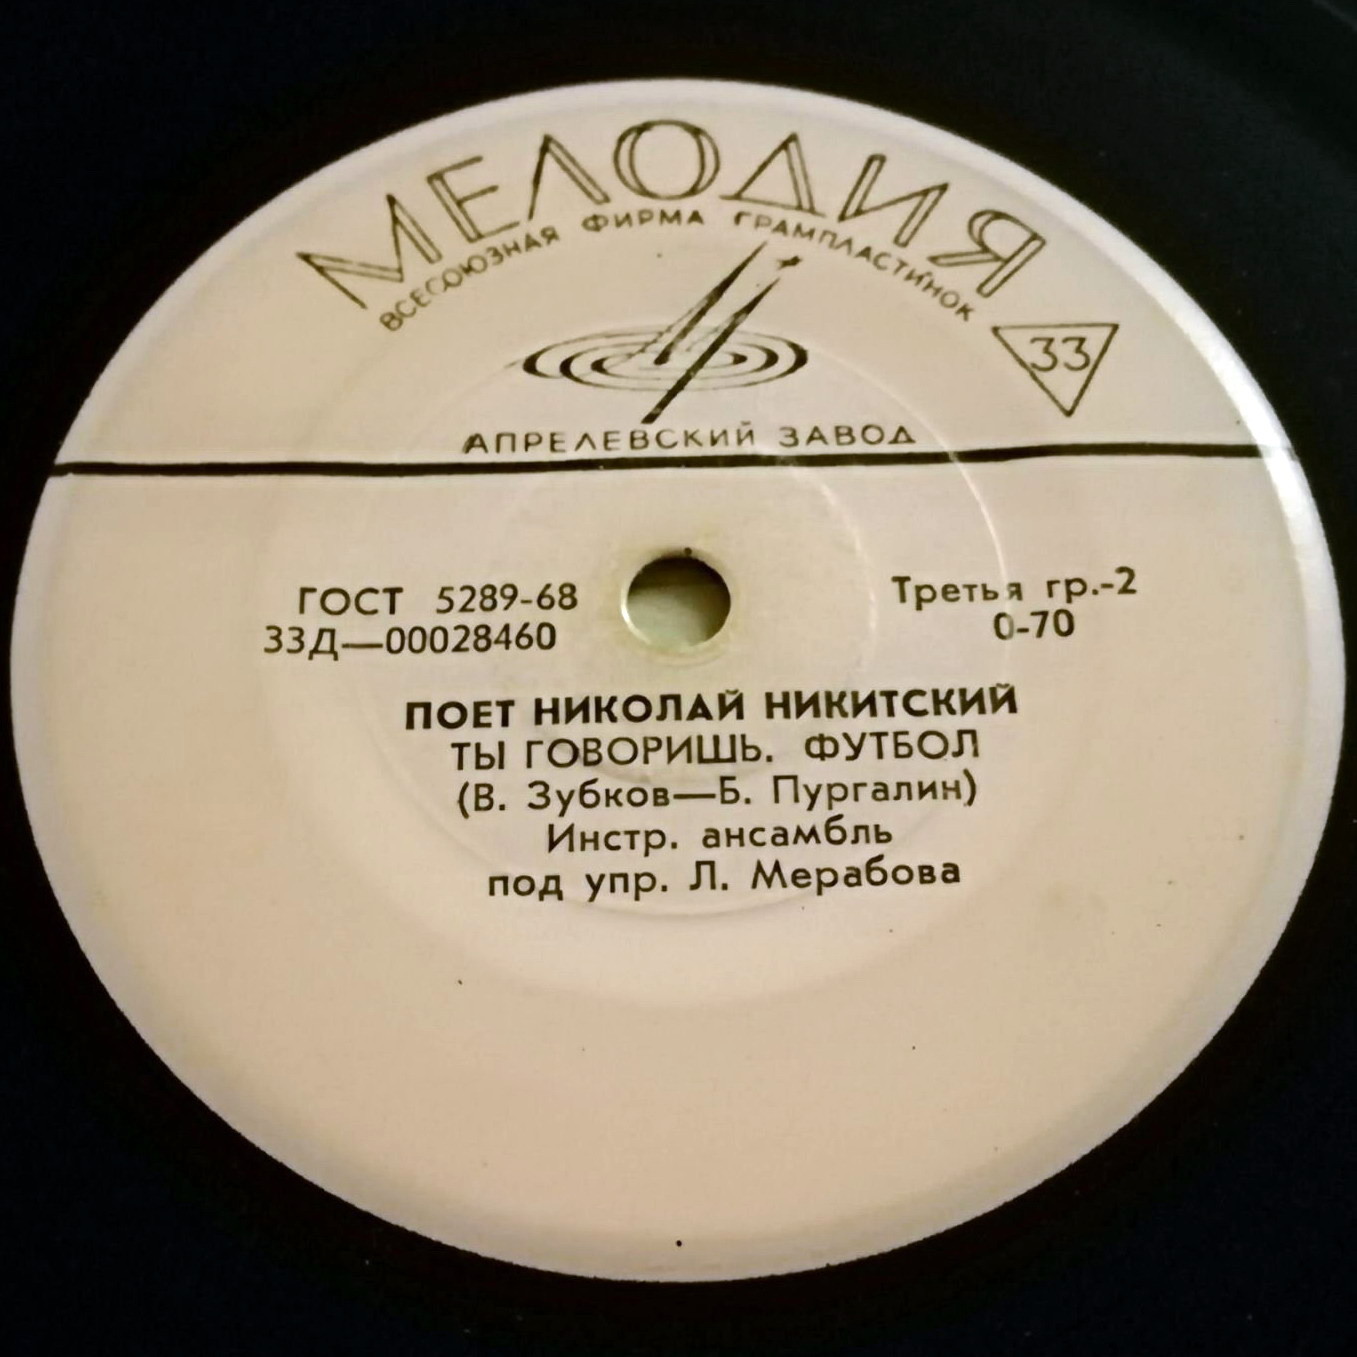 МЕЛОДИЯ
ВСЕСОЮЗНАЯ ФИРМА ГРАМПЛАСТИНОК
33
АПРЕЛЕВСКИЙ ЗАВОД
ГОСТ 5289-68
33Д—00028460
Третья гр.-2
0-70
ПОЕТ НИКОЛАЙ НИКИТСКИЙ
ТЫ ГОВОРИШЬ. ФУТБОЛ
(В. Зубков—Б. Пургалин)
Инстр. ансамбль
под упр. Л. Мерабова